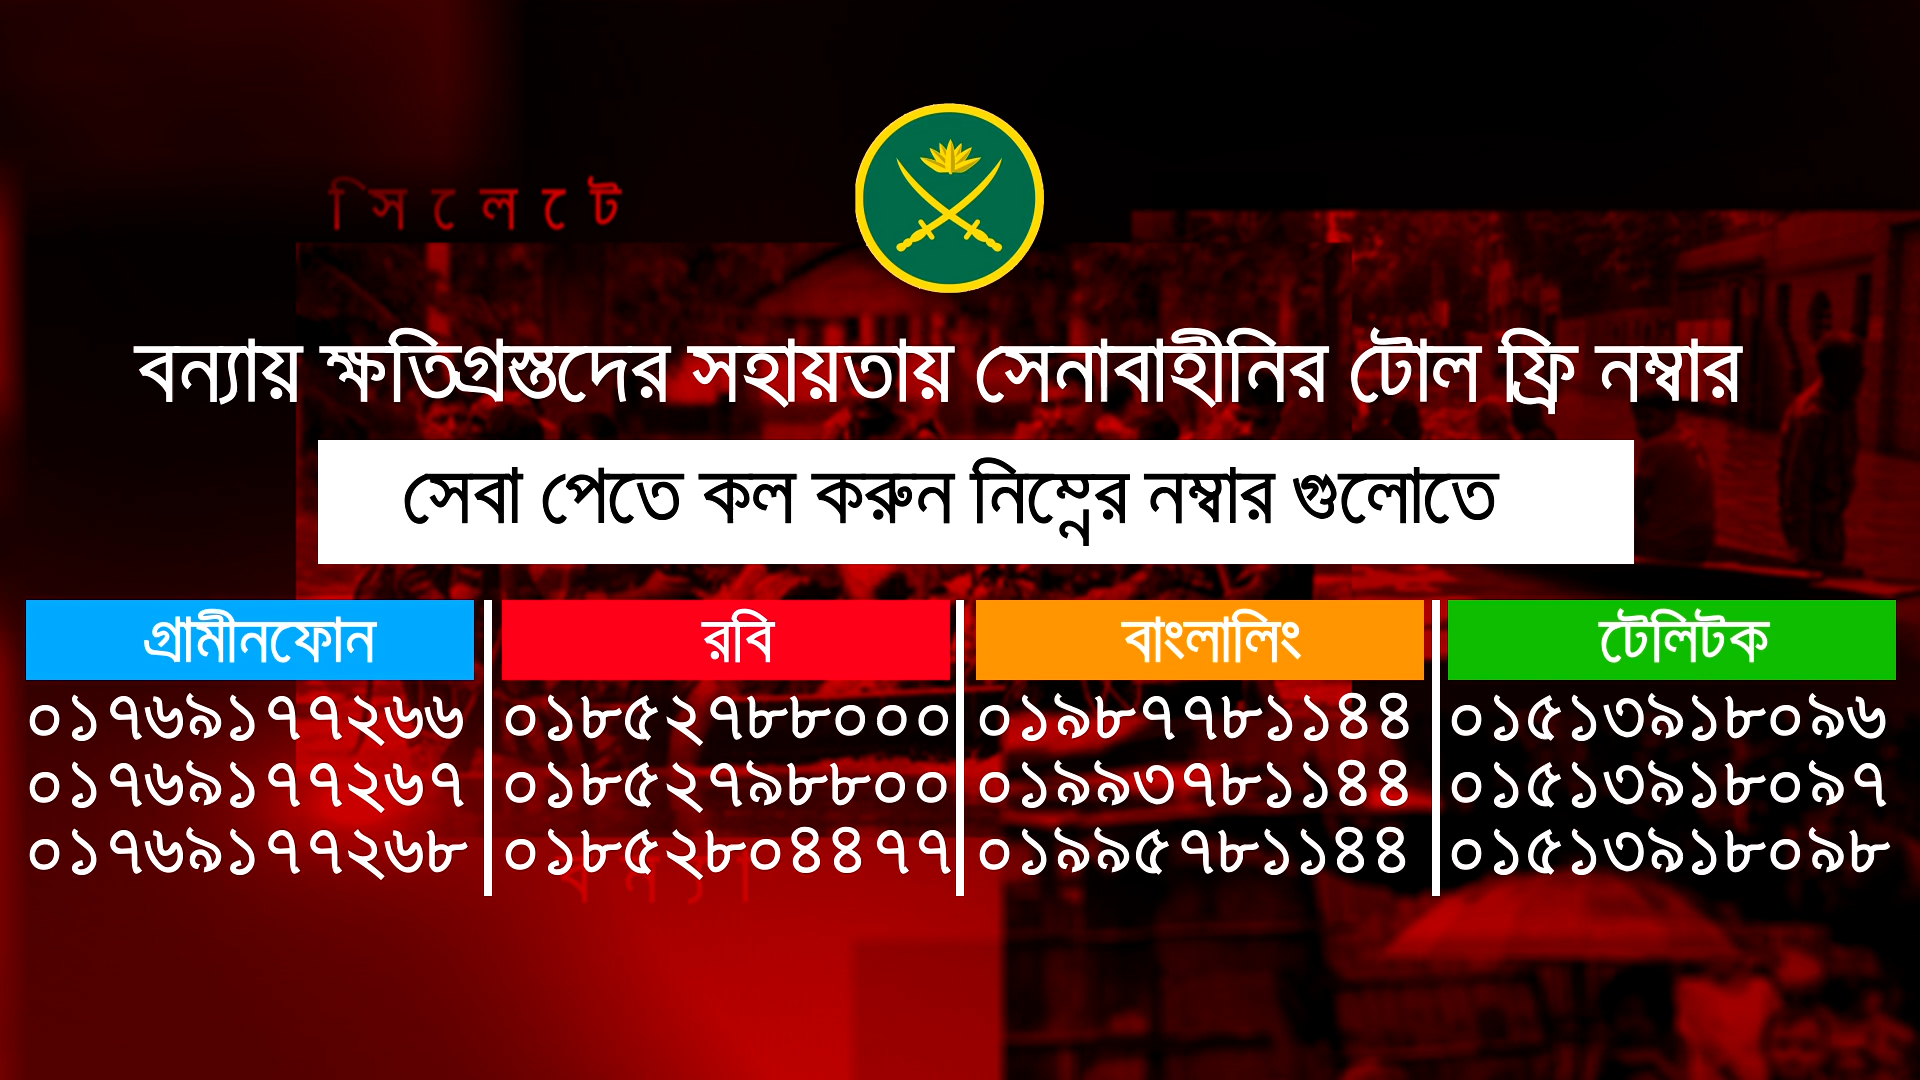 সিলেটে
বন্যায় ক্ষতিগ্রস্তদের সহায়তায় সেনাবাহীনির টোল ফ্রি নম্বার
সেবা পেতে কল করুন নিম্নের নম্বার গুলোতে
গ্রামীনফোন
০১৭৬৯১৭৭২৬৬
০১৭৬৯১৭৭২৬৭
০১৭৬৯১৭৭২৬৮
রবি
০১৮৫২৭৮৮০০০
০১৮৫২৭৯৮৮০০
০১৮৫২৮০৪৪৭৭
বাংলালিং
০১৯৮৭৭৮১১৪৪
০১৯৯৩৭৮১১৪৪
০১৯৯৫৭৮১১৪৪
টেলিটক
০১৫১৩৯১৮০৯৬
০১৫১৩৯১৮০৯৭
০১৫১৩৯১৮০৯৮